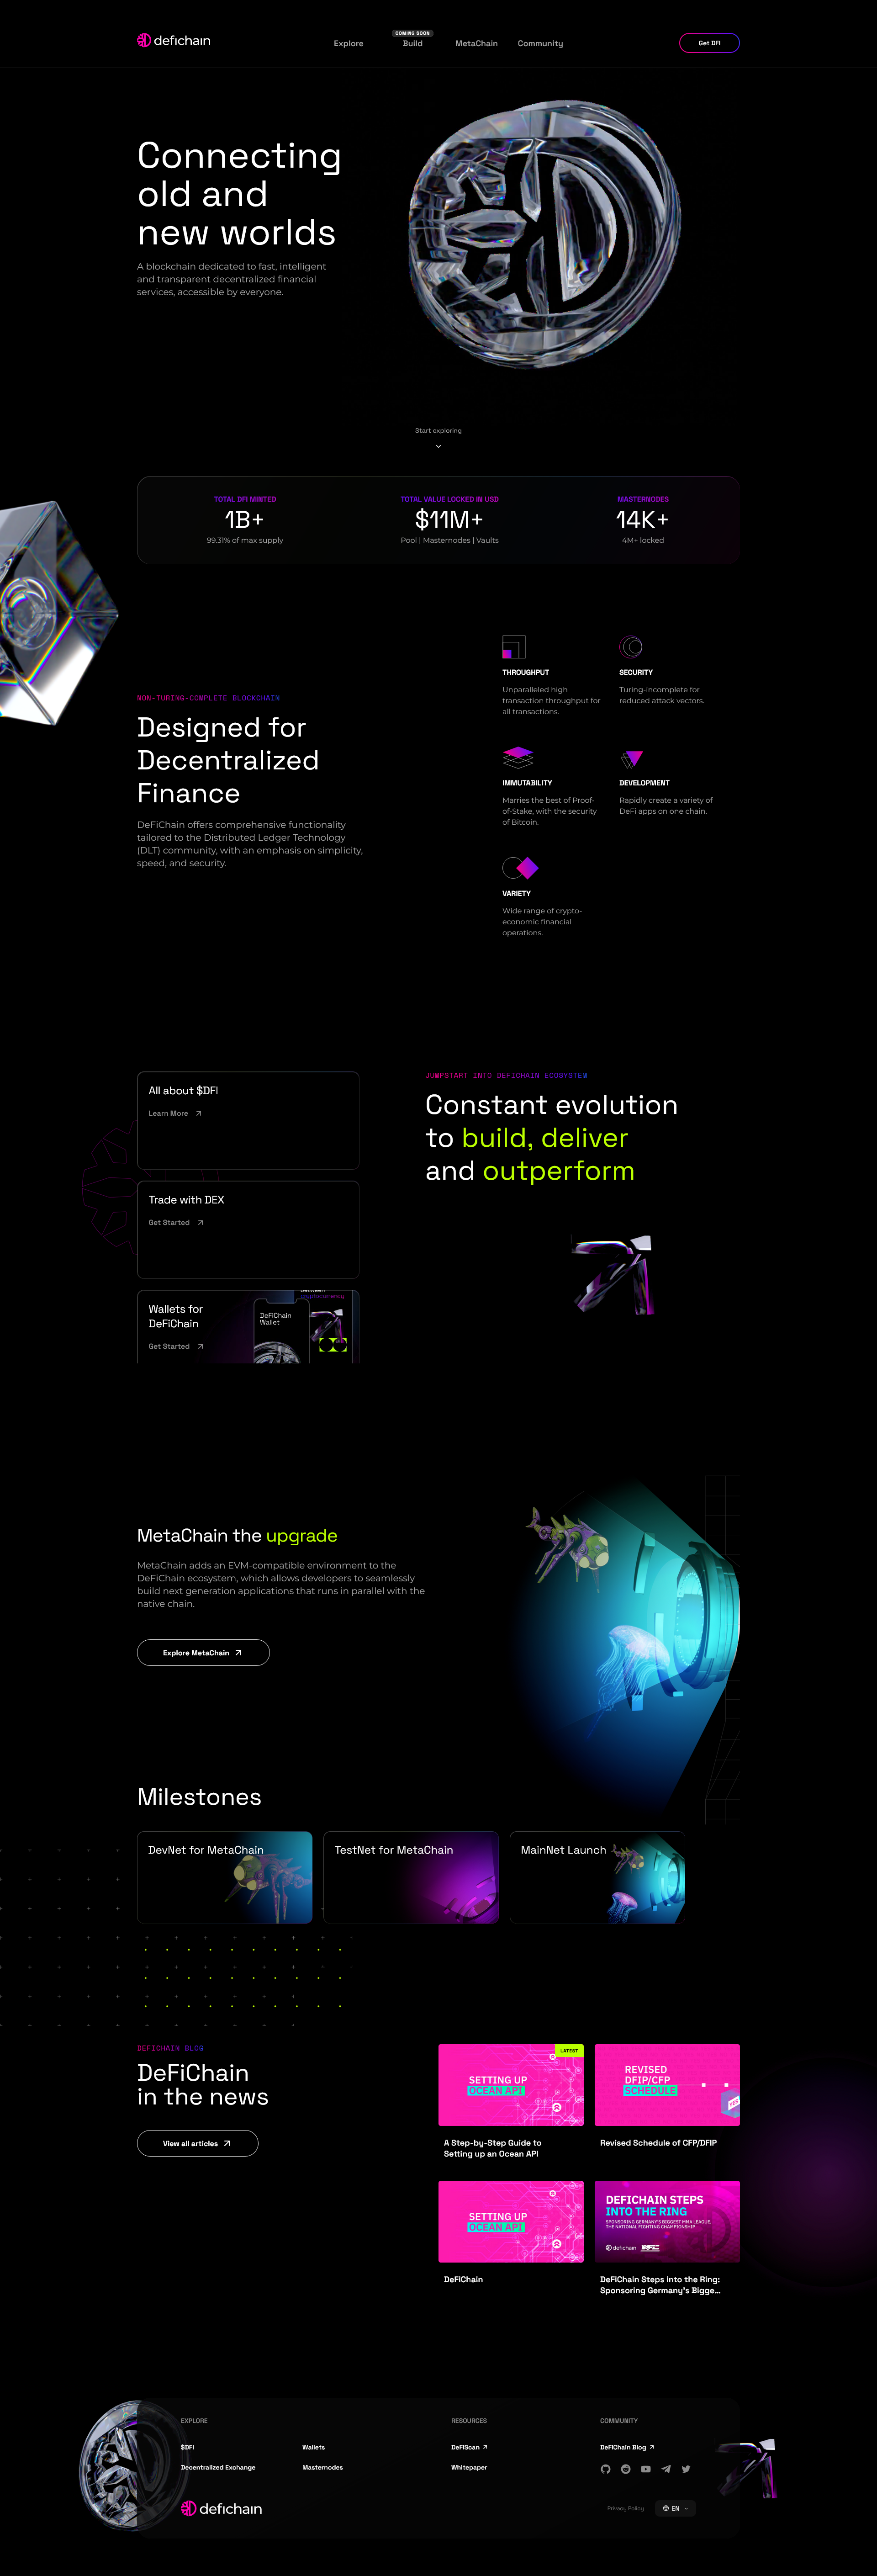 defichain
Explore
COMING SOON
Build
MetaChain
Community
Get DFI
Connecting
old and
new worlds
A blockchain dedicated to fast, intelligent
and transparent decentralized financial
services, accessible by everyone.
Start exploring
TOTAL DFI MINTED
1B+
99.31% of max supply
TOTAL VALUE LOCKED IN USD
$11M+
Pool | Masternodes | Vaults
MASTERNODES
14K+
4M+ locked
NON-TURING-COMPLETE BLOCKCHAIN
Designed for
Decentralized
Finance
DeFiChain offers comprehensive functionality
tailored to the Distributed Ledger Technology
(DLT) community, with an emphasis on simplicity,
speed, and security.
THROUGHPUT
Unparalleled high
transaction throughput for
all transactions.
SECURITY
Turing-incomplete for
reduced attack vectors.
IMMUTABILITY
Marries the best of Proof-
of-Stake, with the security
of Bitcoin.
DEVELOPMENT
Rapidly create a variety of
DeFi apps on one chain.
VARIETY
Wide range of crypto-
economic financial
operations.
All about $DFI
Learn More
Trade with DEX
Get Started
Wallets for
DeFiChain
Get Started
DeFiChain
Wallet
between
cryptocurrency
JUMPSTART INTO DEFICHAIN ECOSYSTEM
Constant evolution
to build, deliver
and outperform
MetaChain the upgrade
MetaChain adds an EVM-compatible environment to the
DeFiChain ecosystem, which allows developers to seamlessly
build next generation applications that runs in parallel with the
native chain.
Explore MetaChain
Milestones
DevNet for MetaChain
TestNet for MetaChain
MainNet Launch
DEFICHAIN BLOG
DeFiChain
in the news
View all articles
LATEST
SETTING UP
OCEAN API
A Step-by-Step Guide to
Setting up an Ocean API
REVISED
DFIP/CFP
SCHEDULE
YES
Revised Schedule of CFP/DFIP
SETTING UP
OCEAN API
DeFiChain
DEFICHAIN STEPS
INTO THE RING
SPONSORING GERMANY'S BIGGEST MMA LEAGUE,
THE NATIONAL FIGHTING CHAMPIONSHIP
defichain
DeFiChain Steps into the Ring:
Sponsoring Germany's Bigge...
EXPLORE
$DFI
Wallets
Decentralized Exchange
Masternodes
RESOURCES
DeFiScan
Whitepaper
COMMUNITY
DeFiChain Blog
defichain
Privacy Policy
EN